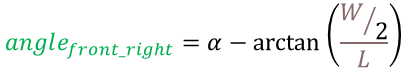 angle_front_right = α − arctan((W/2)/L)